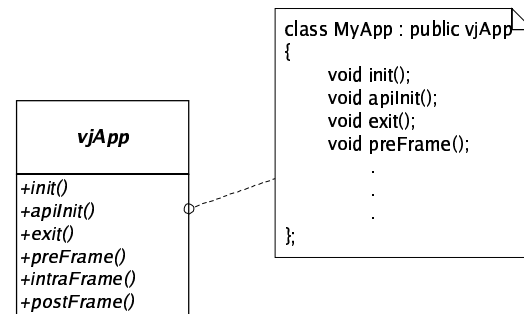 vjApp
+init()
+apiInit()
+exit()
+preFrame()
+intraFrame()
+postFrame()
class MyApp : public vjApp
{
void init();
void apiInit();
void exit();
void preFrame();
.
.
.
};